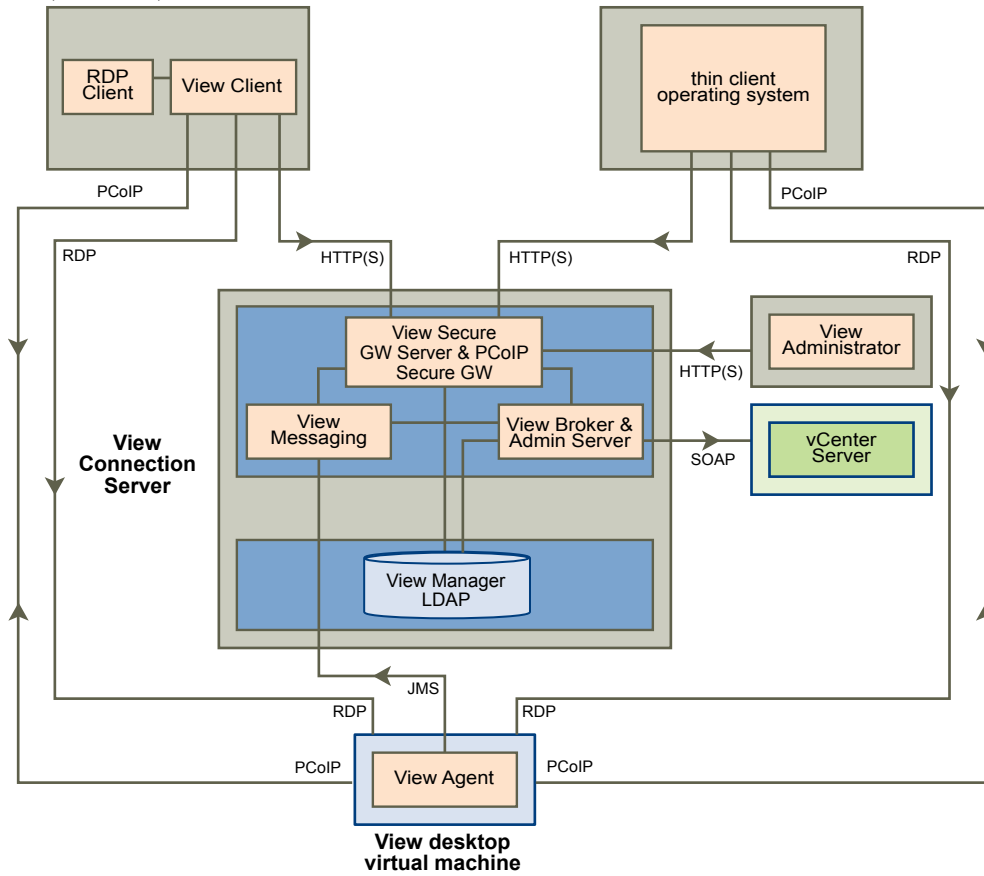 RDP
Client
View Client
thin client
operating system
PCoIP
PCoIP
RDP
HTTP(S)
HTTP(S)
RDP
View Secure
GW Server & PCoIP
Secure GW
View
Administrator
HTTP(S)
View
Messaging
View Broker &
Admin Server
View
Connection
Server
SOAP
vCenter
Server
View Manager
LDAP
JMS
RDP
RDP
PCoIP
View Agent
PCoIP
View desktop
virtual machine